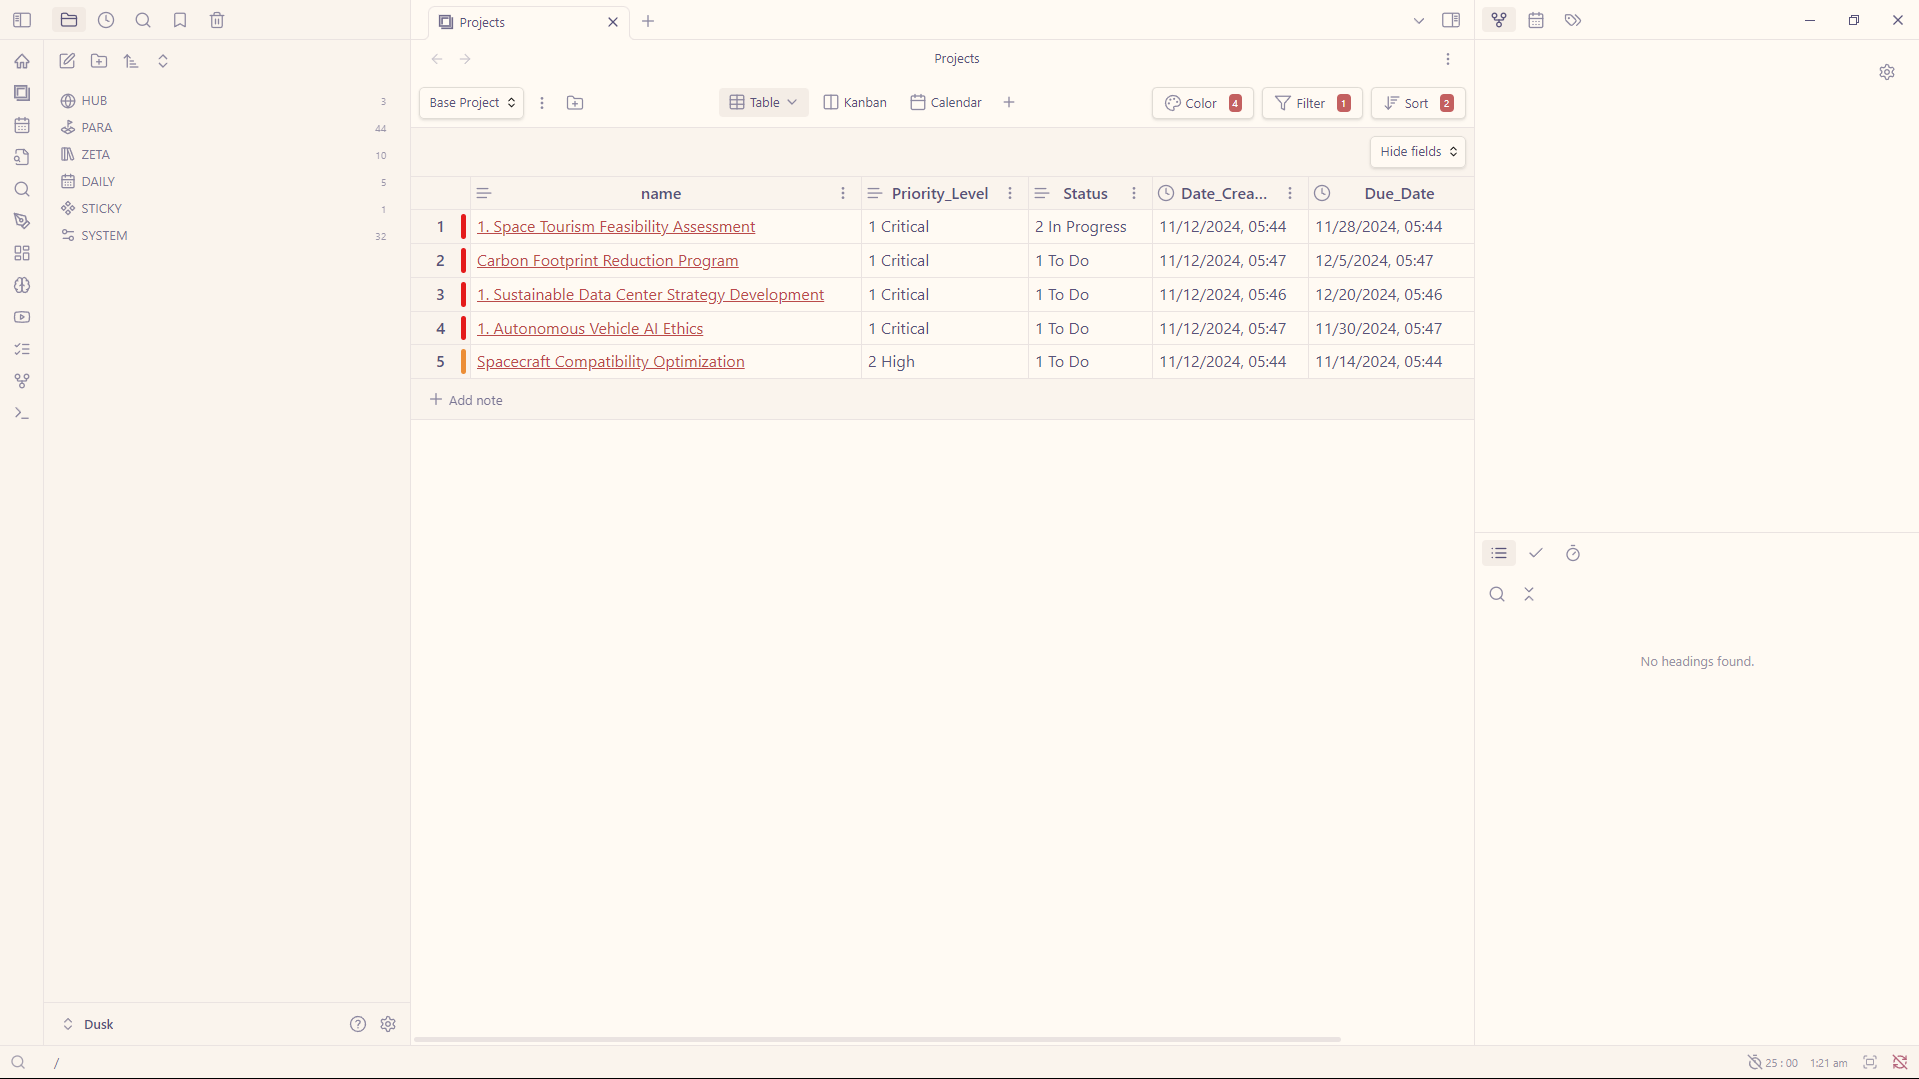 Projects
Projects
Base Project
Table
Kanban
Calendar
Color 4
Filter 1
Sort 2
HUB 3
PARA 44
ZETA 10
DAILY 5
STICKY 1
SYSTEM 32
Hide fields
name Priority_Level Status Date_Crea... Due_Date
1 1. Space Tourism Feasibility Assessment 1 Critical 2 In Progress 11/12/2024, 05:44 11/28/2024, 05:44
2 Carbon Footprint Reduction Program 1 Critical 1 To Do 11/12/2024, 05:47 12/5/2024, 05:47
3 1. Sustainable Data Center Strategy Development 1 Critical 1 To Do 11/12/2024, 05:46 12/20/2024, 05:46
4 1. Autonomous Vehicle AI Ethics 1 Critical 1 To Do 11/12/2024, 05:47 11/30/2024, 05:47
5 Spacecraft Compatibility Optimization 2 High 1 To Do 11/12/2024, 05:44 11/14/2024, 05:44
Add note
No headings found.
Dusk
/
25 : 00
1:21 am